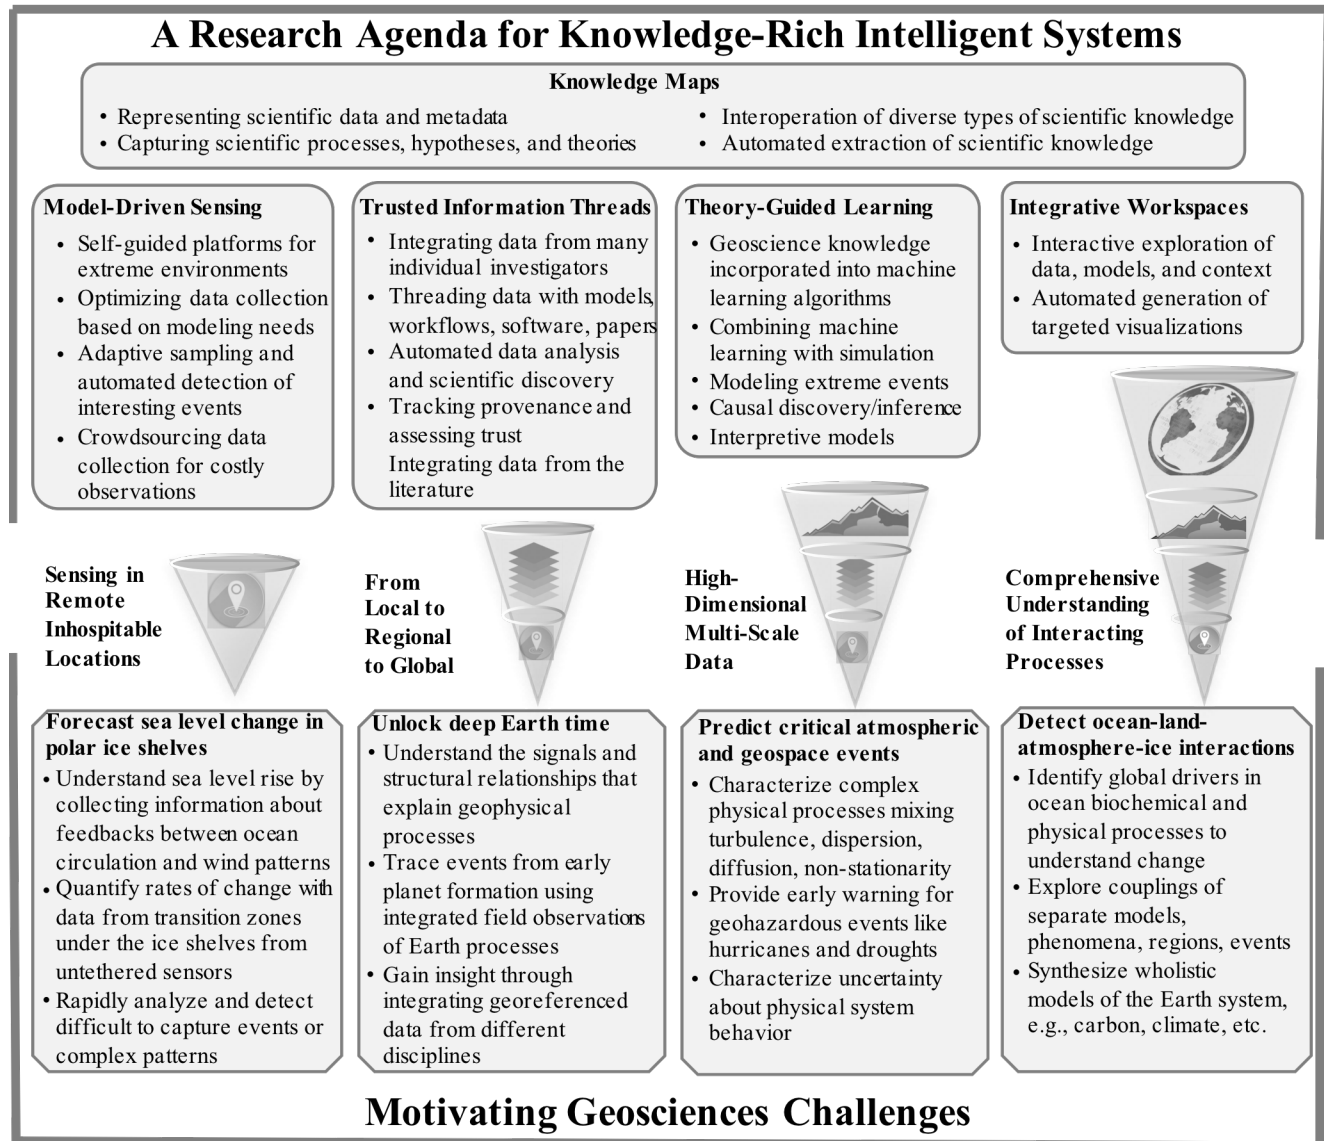 A Research Agenda for Knowledge-Rich Intelligent Systems
Knowledge Maps
• Representing scientific data and metadata
• Capturing scientific processes, hypotheses, and theories
• Interoperation of diverse types of scientific knowledge
• Automated extraction of scientific knowledge
Model-Driven Sensing
• Self-guided platforms for
extreme environments
• Optimizing data collection
based on modeling needs
• Adaptive sampling and
automated detection of
interesting events
• Crowdsourcing data
collection for costly
observations
Trusted Information Threads
• Integrating data from many
individual investigators
• Threading data with models,
workflows, software, papers
• Automated data analysis
and scientific discovery
• Tracking provenance and
assessing trust
Integrating data from the
literature
Theory-Guided Learning
• Geoscience knowledge
incorporated into machine
learning algorithms
• Combining machine
learning with simulation
• Modeling extreme events
• Causal discovery/inference
• Interpretive models
Integrative Workspaces
• Interactive exploration of
data, models, and context
• Automated generation of
targeted visualizations
Sensing in
Remote
Inhospitable
Locations
From
Local to
Regional
to Global
High-
Dimensional
Multi-Scale
Data
Comprehensive
Understanding
of Interacting
Processes
Forecast sea level change in
polar ice shelves
• Understand sea level rise by
collecting information about
feedbacks between ocean
circulation and wind patterns
• Quantify rates of change with
data from transition zones
under the ice shelves from
untethered sensors
• Rapidly analyze and detect
difficult to capture events or
complex patterns
Unlock deep Earth time
• Understand the signals and
structural relationships that
explain geophysical
processes
• Trace events from early
planet formation using
integrated field observations
of Earth processes
• Gain insight through
integrating georeferenced
data from different
disciplines
Predict critical atmospheric
and geospace events
• Characterize complex
physical processes mixing
turbulence, dispersion,
diffusion, non-stationarity
• Provide early warning for
geohazardous events like
hurricanes and droughts
• Characterize uncertainty
about physical system
behavior
Detect ocean-land-
atmosphere-ice interactions
• Identify global drivers in
ocean biochemical and
physical processes to
understand change
• Explore couplings of
separate models,
phenomena, regions, events
• Synthesize wholistic
models of the Earth system,
e.g., carbon, climate, etc.
Motivating Geosciences Challenges